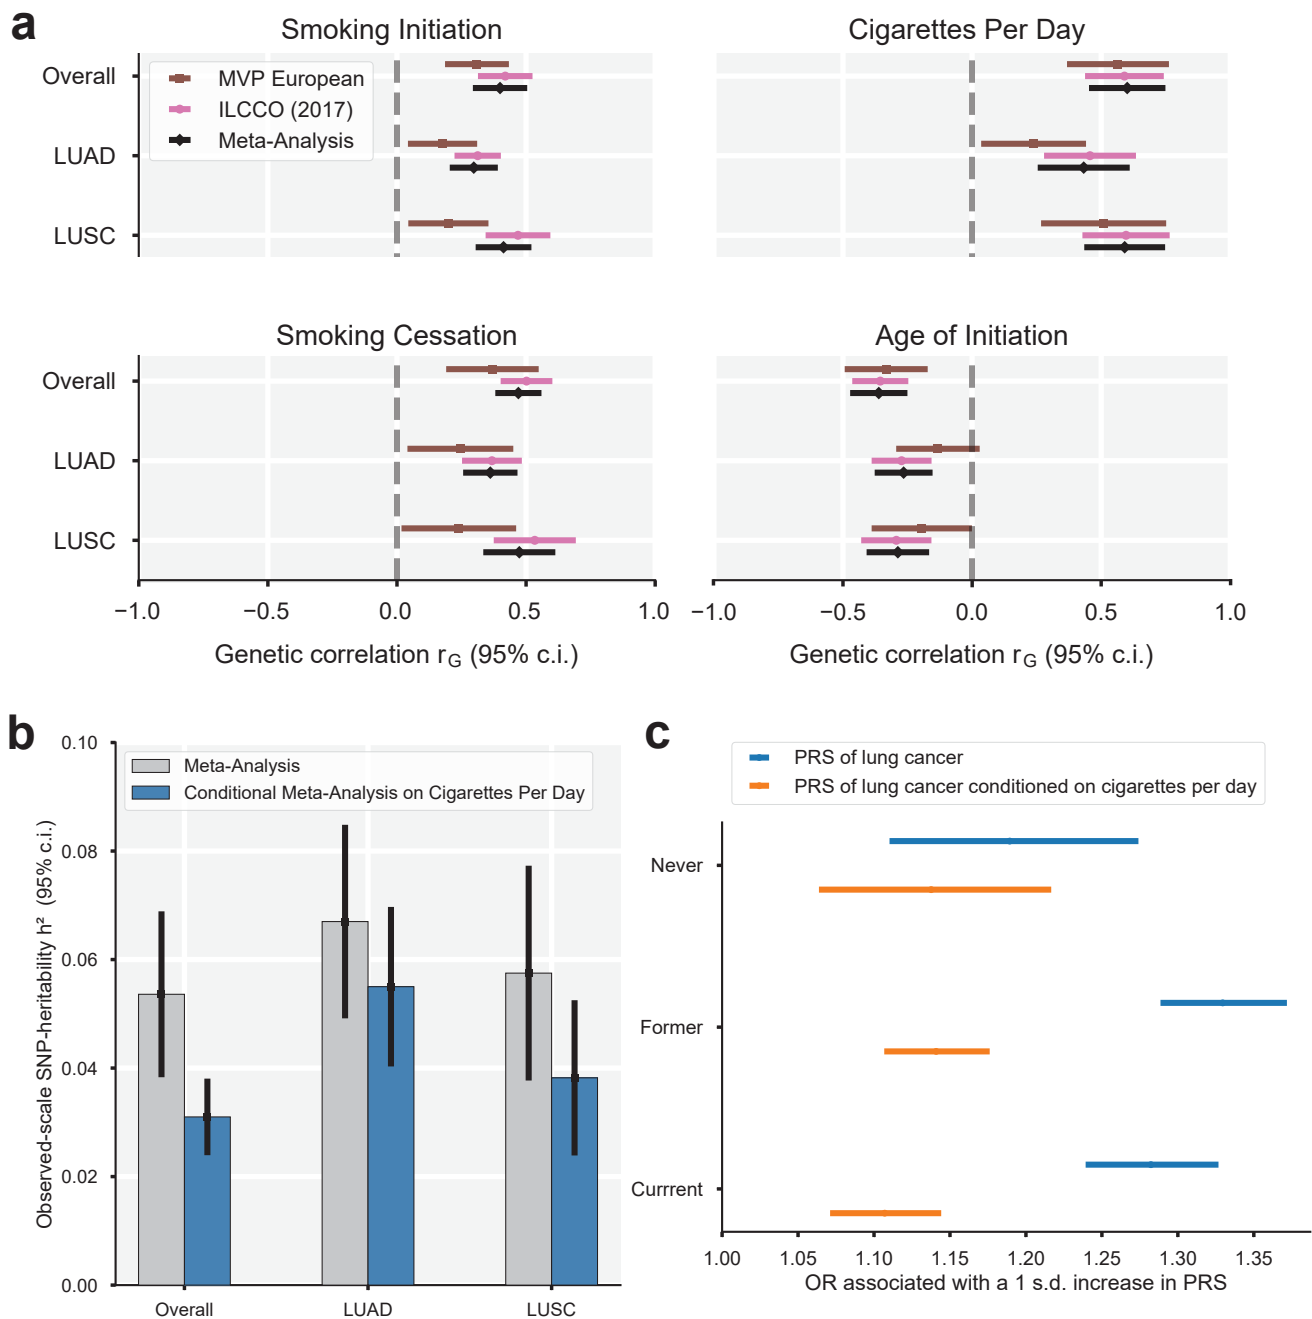 a
Smoking Initiation
Cigarettes Per Day
Overall
LUAD
LUSC
MVP European
ILCCO (2017)
Meta-Analysis
Smoking Cessation
Age of Initiation
Overall
LUAD
LUSC
−1.0 −0.5 0.0 0.5 1.0
−1.0 −0.5 0.0 0.5 1.0
Genetic correlation r_G (95% c.i.)
Genetic correlation r_G (95% c.i.)
b
Observed-scale SNP-heritability h² (95% c.i.)
0.10
0.08
0.06
0.04
0.02
0.00
Meta-Analysis
Conditional Meta-Analysis on Cigarettes Per Day
Overall LUAD LUSC
c
PRS of lung cancer
PRS of lung cancer conditioned on cigarettes per day
Never
Former
Currrent
1.00 1.05 1.10 1.15 1.20 1.25 1.30 1.35
OR associated with a 1 s.d. increase in PRS